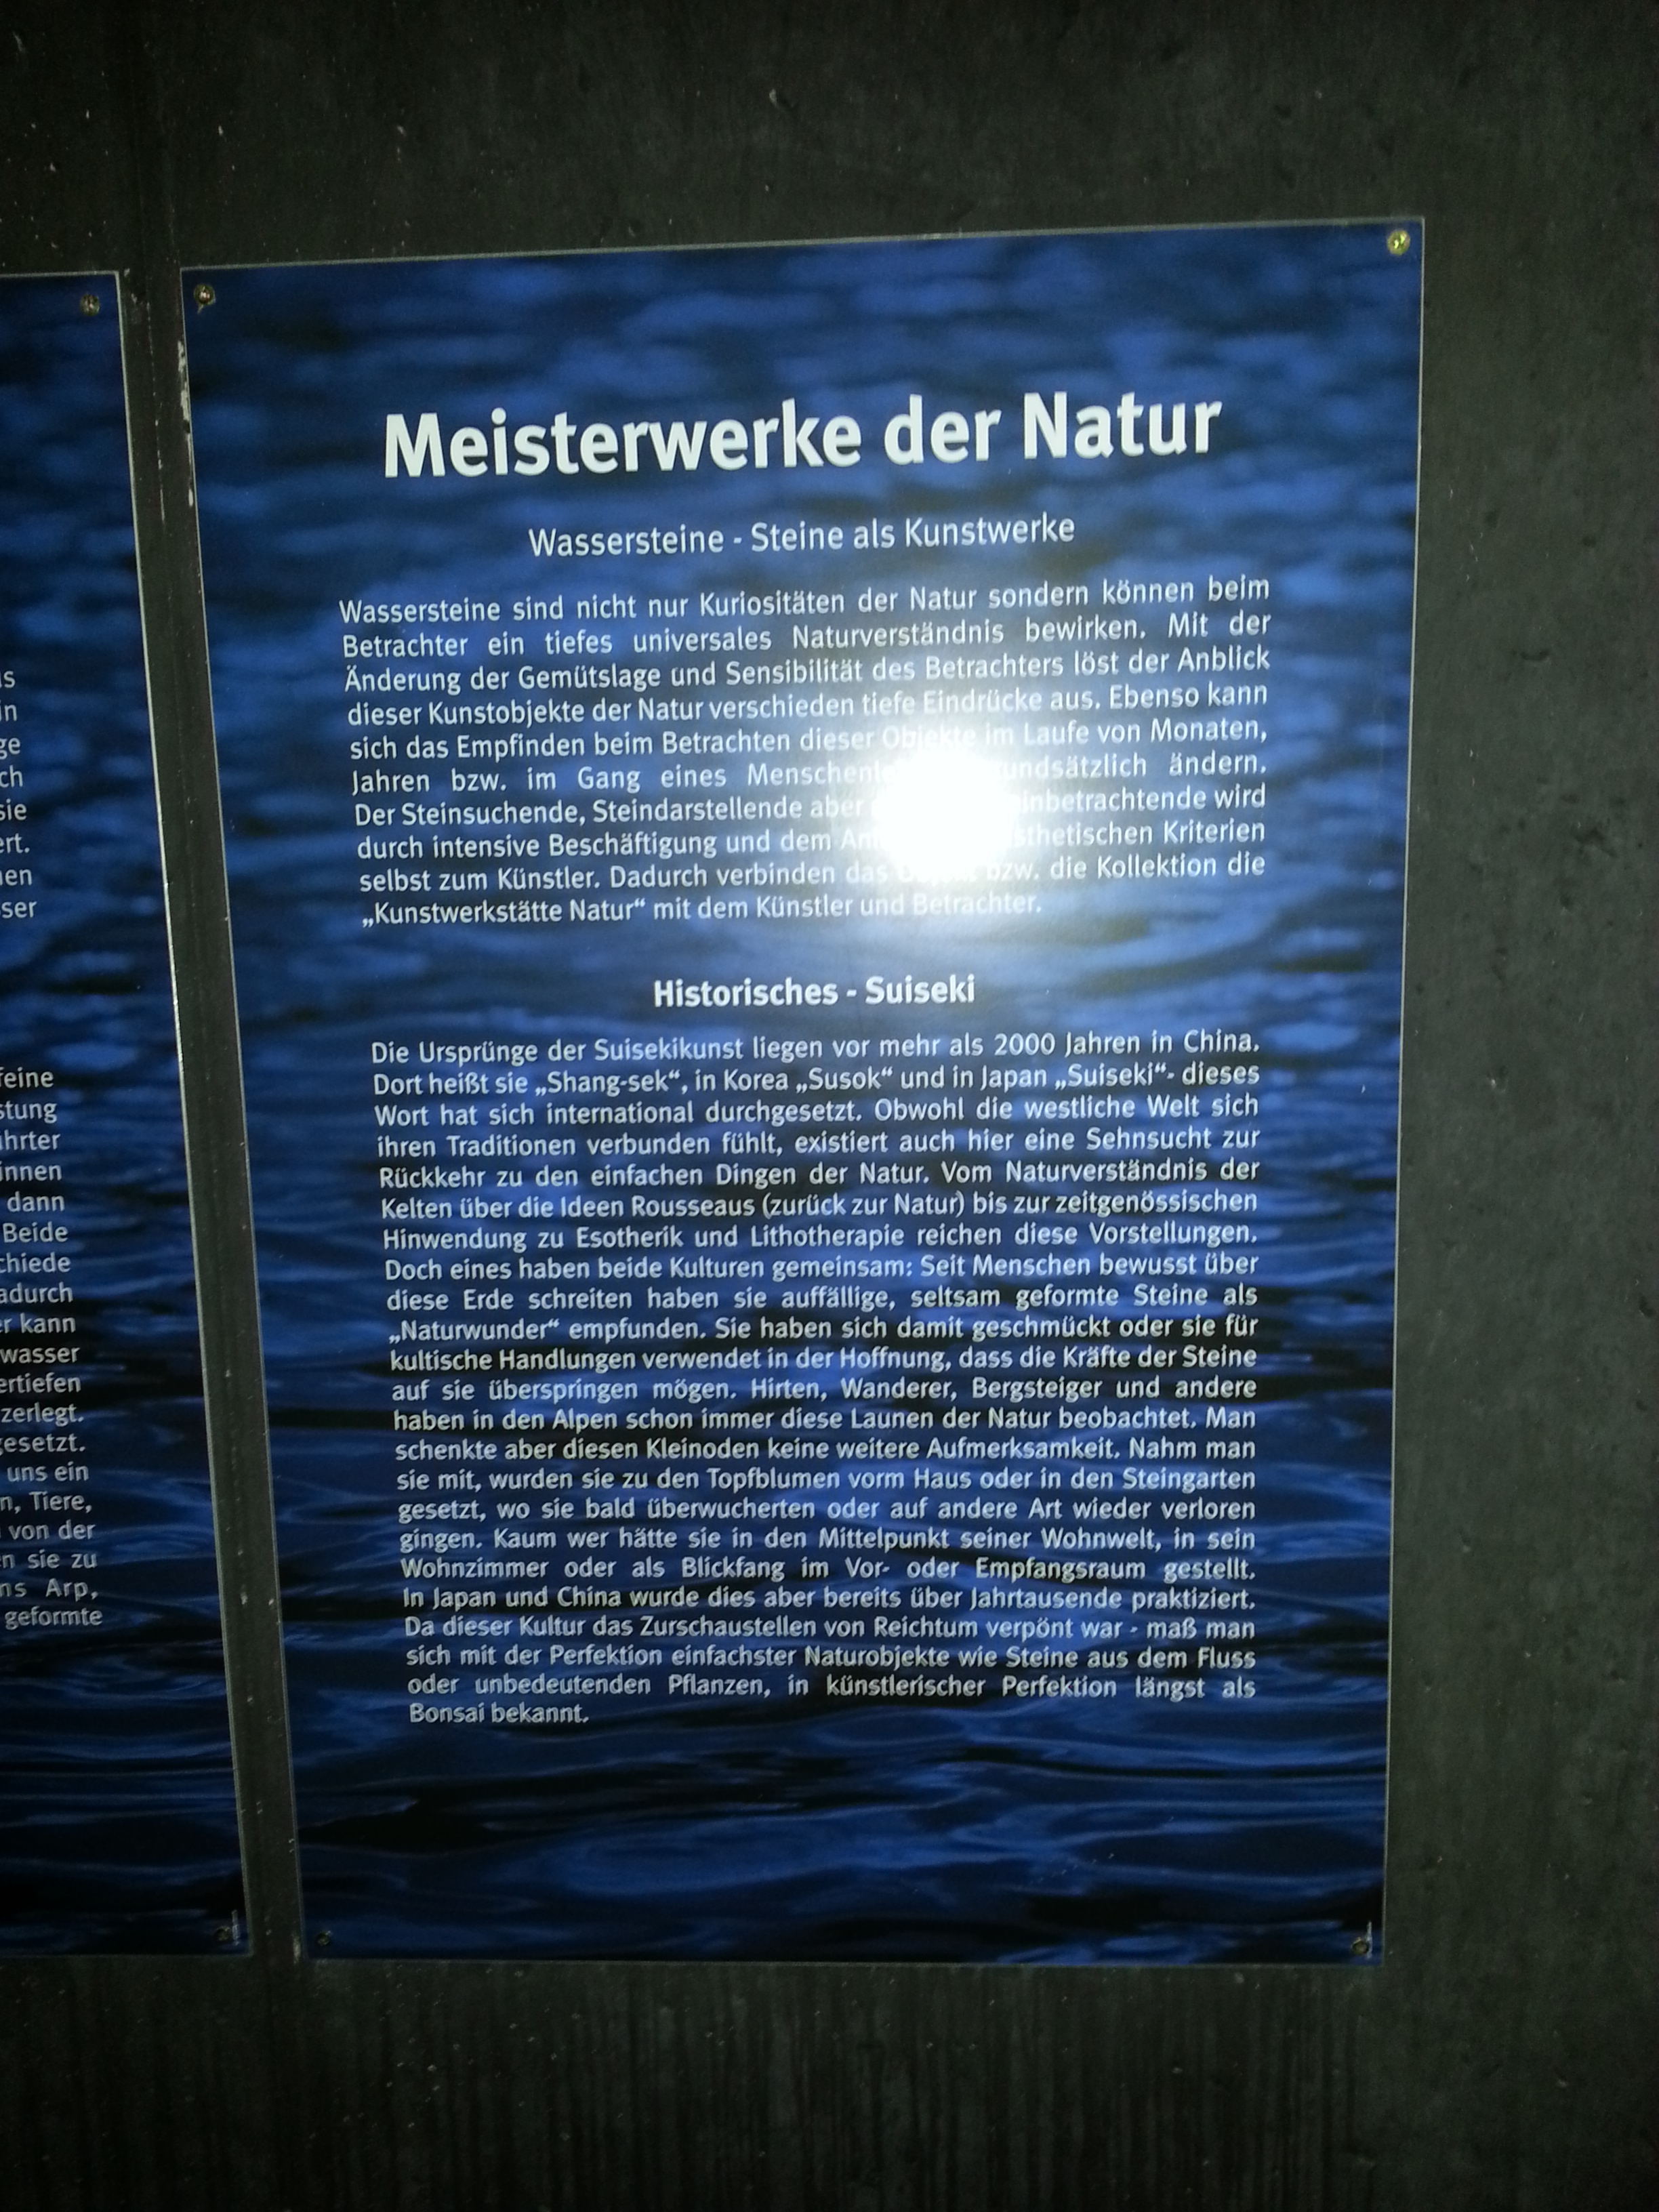 Meisterwerke der Natur
Wassersteine - Steine als Kunstwerke
Wassersteine sind nicht nur Kuriositäten der Natur sondern können beim
Betrachter ein tiefes universales Naturverständnis bewirken. Mit der
Änderung der Gemütslage und Sensibilität des Betrachters löst der Anblick
dieser Kunstobjekte der Natur verschieden tiefe Eindrücke aus. Ebenso kann
sich das Empfinden beim Betrachten dieser Objekte im Laufe von Monaten,
Jahren bzw. im Gang eines ändern.
Der Steinsuchende, Steindarstellende aber wird
durch intensive Beschäftigung und dem Kriterien
selbst zum Künstler. Dadurch verbinden das bzw. die Kollektion die
„Kunstwerkstätte Natur“ mit dem Künstler und Betrachter.
Historisches - Suiseki
Die Ursprünge der Suisekikunst liegen vor mehr als 2000 Jahren in China.
Dort heißt sie „Shang-sek“, in Korea „Susok“ und in Japan „Suiseki“- dieses
Wort hat sich international durchgesetzt. Obwohl die westliche Welt sich
ihren Traditionen verbunden fühlt, existiert auch hier eine Sehnsucht zur
Rückkehr zu den einfachen Dingen der Natur. Vom Naturverständnis der
Kelten über die Ideen Rousseaus (zurück zur Natur) bis zur zeitgenössischen
Hinwendung zu Esotherik und Lithotherapie reichen diese Vorstellungen.
Doch eines haben beide Kulturen gemeinsam: Seit Menschen bewusst über
diese Erde schreiten haben sie auffällige, seltsam geformte Steine als
„Naturwunder“ empfunden. Sie haben sich damit geschmückt oder sie für
kultische Handlungen verwendet in der Hoffnung, dass die Kräfte der Steine
auf sie überspringen mögen. Hirten, Wanderer, Bergsteiger und andere
haben in den Alpen schon immer diese Launen der Natur beobachtet. Man
schenkte aber diesen Kleinoden keine weitere Aufmerksamkeit. Nahm man
sie mit, wurden sie zu den Topfblumen vorm Haus oder in den Steingarten
gesetzt, wo sie bald überwucherten oder auf andere Art wieder verloren
gingen. Kaum wer hätte sie in den Mittelpunkt seiner Wohnwelt, in sein
Wohnzimmer oder als Blickfang im Vor- oder Empfangsraum gestellt.
In Japan und China wurde dies aber bereits über Jahrtausende praktiziert.
Da dieser Kultur das Zurschaustellen von Reichtum verpönt war - maß man
sich mit der Perfektion einfachster Naturobjekte wie Steine aus dem Fluss
oder unbedeutenden Pflanzen, in künstlerischer Perfektion längst als
Bonsai bekannt.